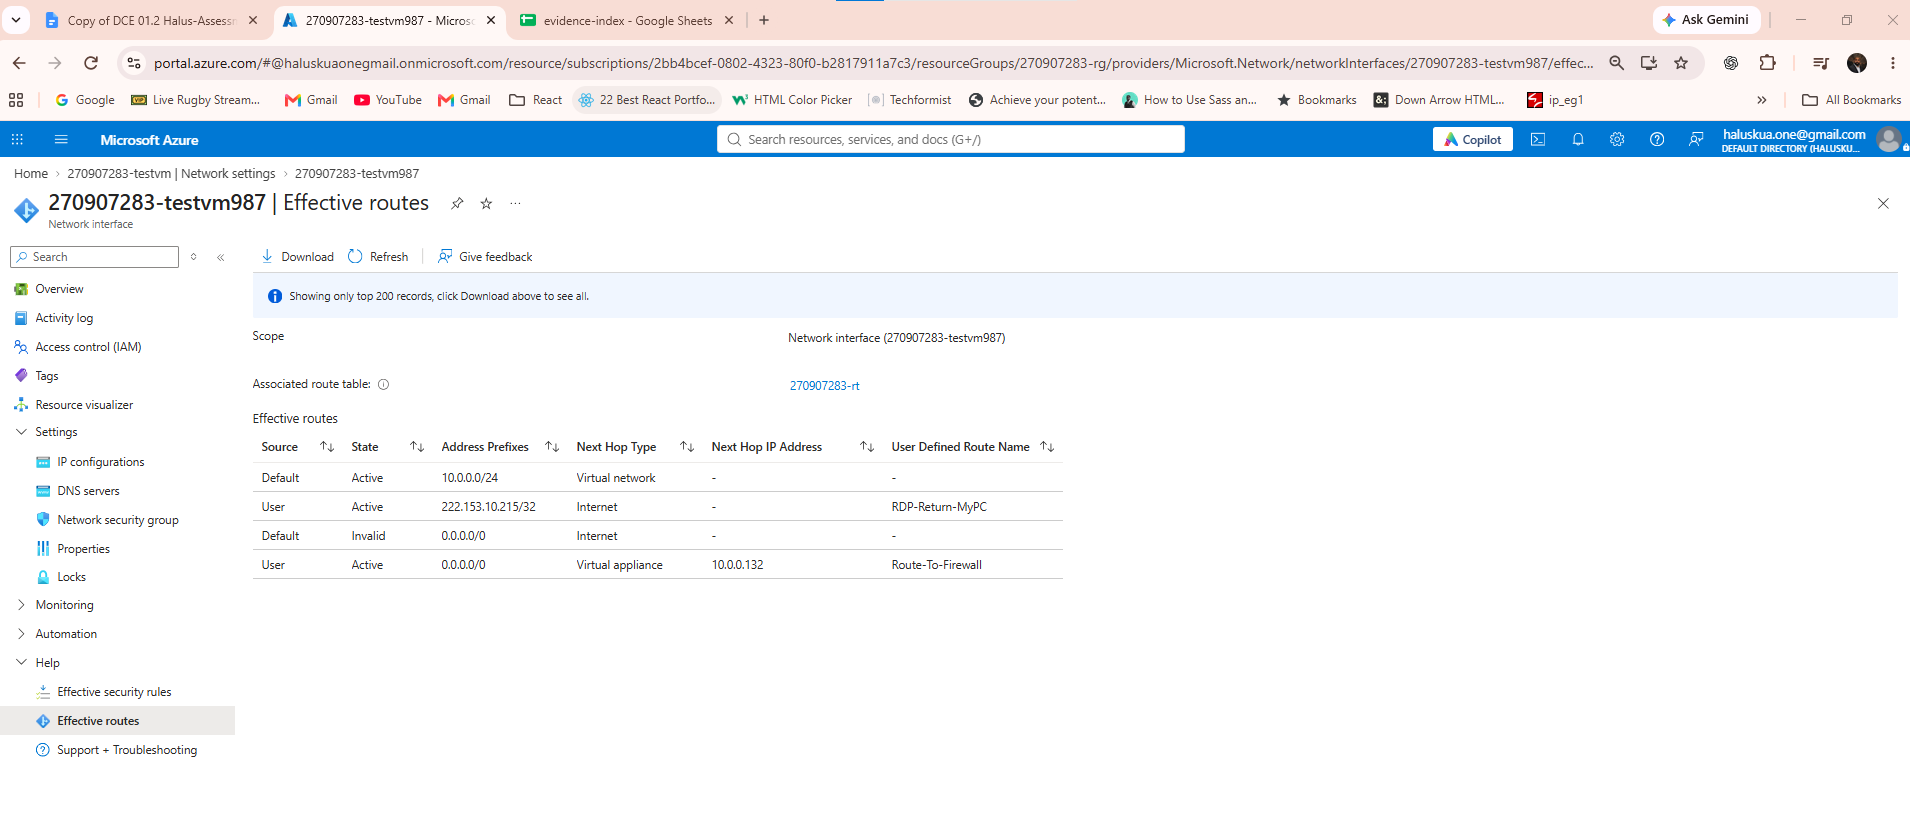 Copy of DCE 01.2 Halus-Assessm
270907283-testvm987 - Microso
evidence-index - Google Sheets
Ask Gemini
portal.azure.com/#@haluskuaonegmail.onmicrosoft.com/resource/subscriptions/2bb4bcef-0802-4323-80f0-b2817911a7c3/resourceGroups/270907283-rg/providers/Microsoft.Network/networkInterfaces/270907283-testvm987/effec...
Google
Live Rugby Stream...
Gmail
YouTube
Gmail
React
22 Best React Portfo...
HTML Color Picker
Techformist
Achieve your potent...
How to Use Sass an...
Bookmarks
Down Arrow HTML...
ip_eg1
All Bookmarks
Microsoft Azure
Search resources, services, and docs (G+/)
Copilot
haluskua.one@gmail.com
DEFAULT DIRECTORY (HALUSKU...
Home > 270907283-testvm | Network settings > 270907283-testvm987
270907283-testvm987 | Effective routes
Network interface
Search
Download
Refresh
Give feedback
Showing only top 200 records, click Download above to see all.
Overview
Activity log
Access control (IAM)
Tags
Resource visualizer
Settings
IP configurations
DNS servers
Network security group
Properties
Locks
Monitoring
Automation
Help
Effective security rules
Effective routes
Support + Troubleshooting
Scope Network interface (270907283-testvm987)
Associated route table: 270907283-rt
Effective routes
Source State Address Prefixes Next Hop Type Next Hop IP Address User Defined Route Name
Default Active 10.0.0.0/24 Virtual network - -
User Active 222.153.10.215/32 Internet - RDP-Return-MyPC
Default Invalid 0.0.0.0/0 Internet - -
User Active 0.0.0.0/0 Virtual appliance 10.0.0.132 Route-To-Firewall